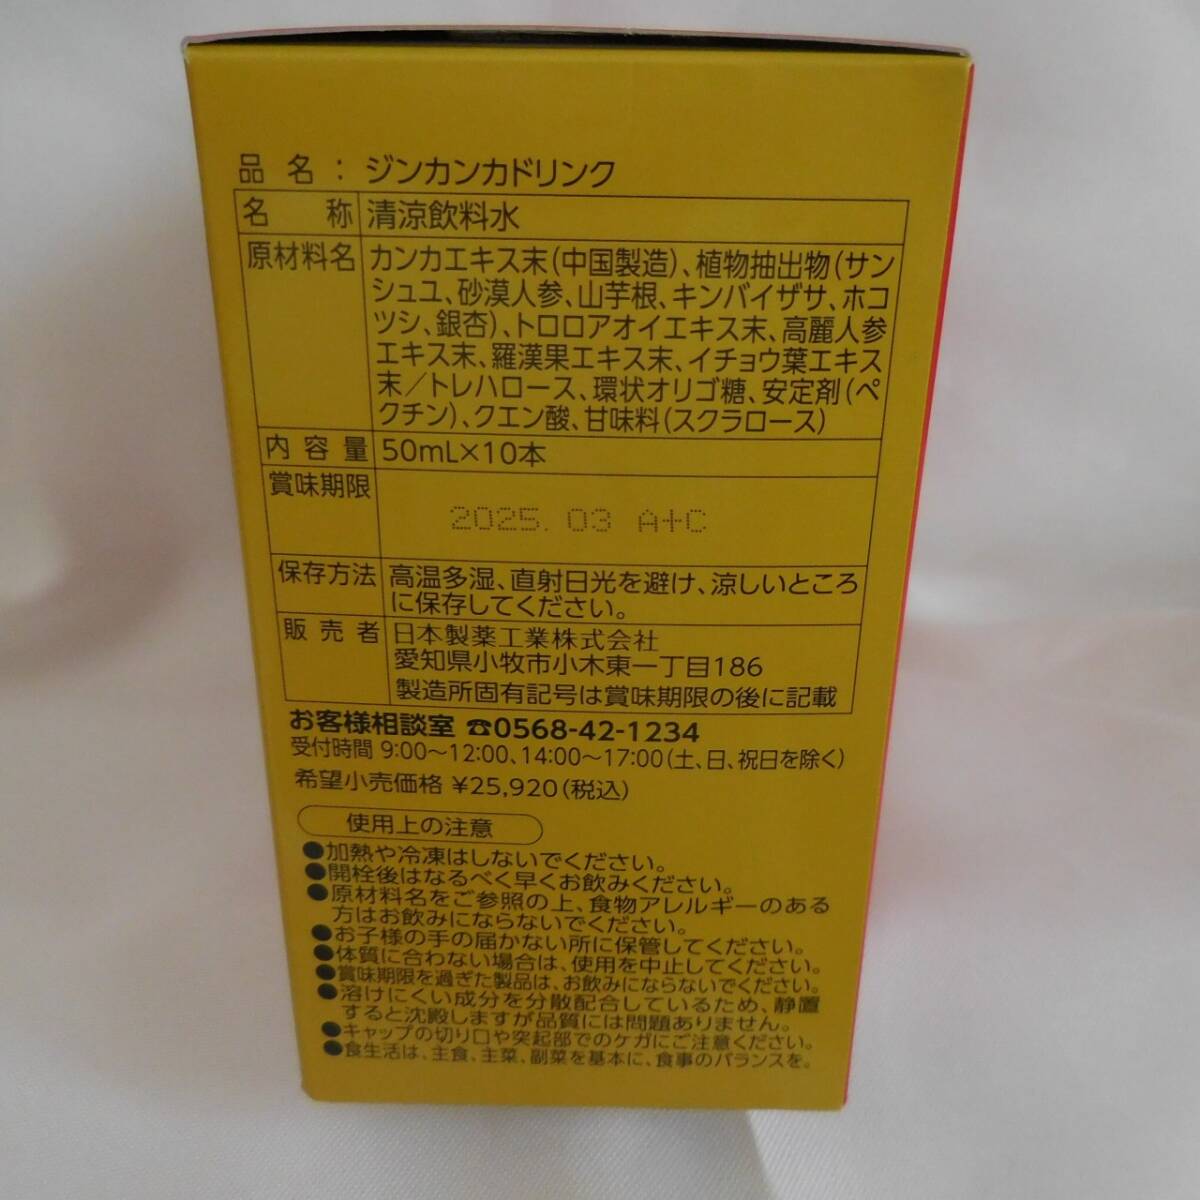 品名：ジンカンカドリンク
名称 清涼飲料水
原材料名 カンカエキス末(中国製造)、植物抽出物(サン
シュユ、砂漠人参、山芋根、キンバイザサ、ホコ
ツシ、銀杏)、トロロアオイエキス末、高麗人参
エキス末、羅漢果エキス末、イチョウ葉エキス
末／トレハロース、環状オリゴ糖、安定剤(ペ
クチン)、クエン酸、甘味料(スクラロース)
内容量 50mL×10本
賞味期限
2025.03 A+C
保存方法 高温多湿、直射日光を避け、涼しいところ
に保存してください。
販売者 日本製薬工業株式会社
愛知県小牧市小木東一丁目186
製造所固有記号は賞味期限の後に記載
お客様相談室 ☎0568-42-1234
受付時間 9:00～12:00、14:00～17:00(土、日、祝日を除く)
希望小売価格 ¥25,920(税込)
使用上の注意
●加熱や冷凍はしないでください。
●開栓後はなるべく早くお飲みください。
●原材料名をご参照の上、食物アレルギーのある
方はお飲みにならないでください。
●お子様の手の届かない所に保管してください。
●体質に合わない場合は、使用を中止してください。
●賞味期限を過ぎた製品は、お飲みにならないでください。
●溶けにくい成分を分散配合しているため、静置
すると沈殿しますが品質には問題ありません。
●キャップの切り口や突起部でのケガにご注意ください。
●食生活は、主食、主菜、副菜を基本に、食事のバランスを。